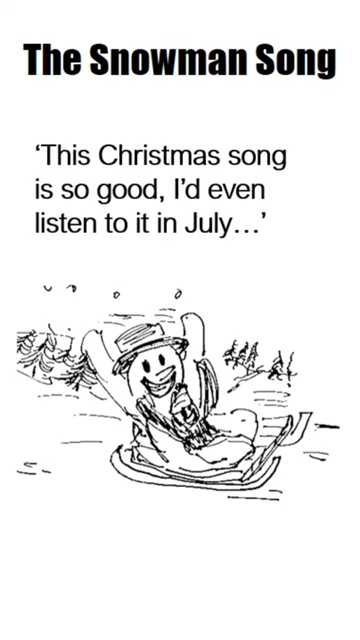 The Snowman Song
‘This Christmas song
is so good, I’d even
listen to it in July…’